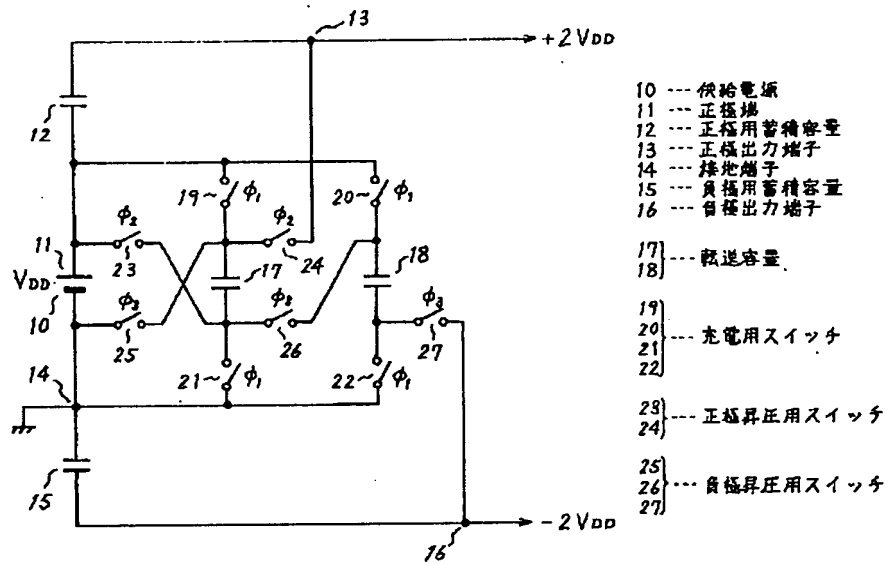 13
+2VDD
12
19~ φ₁
20~ φ₁
11
φ₂
23
φ₂
24
17
18
VDD
10
φ₃
25
φ₃
26
φ₃
27
14
21~ φ₁
22~ φ₁
15
16
-2VDD
10 --- 供給電源
11 --- 正極端
12 --- 正極用蓄積容量
13 --- 正極出力端子
14 --- 接地端子
15 --- 負極用蓄積容量
16 --- 負極出力端子
17
18 --- 転送容量
19
20
21
22 --- 充電用スイッチ
23
24 --- 正極昇圧用スイッチ
25
26
27 --- 負極昇圧用スイッチ